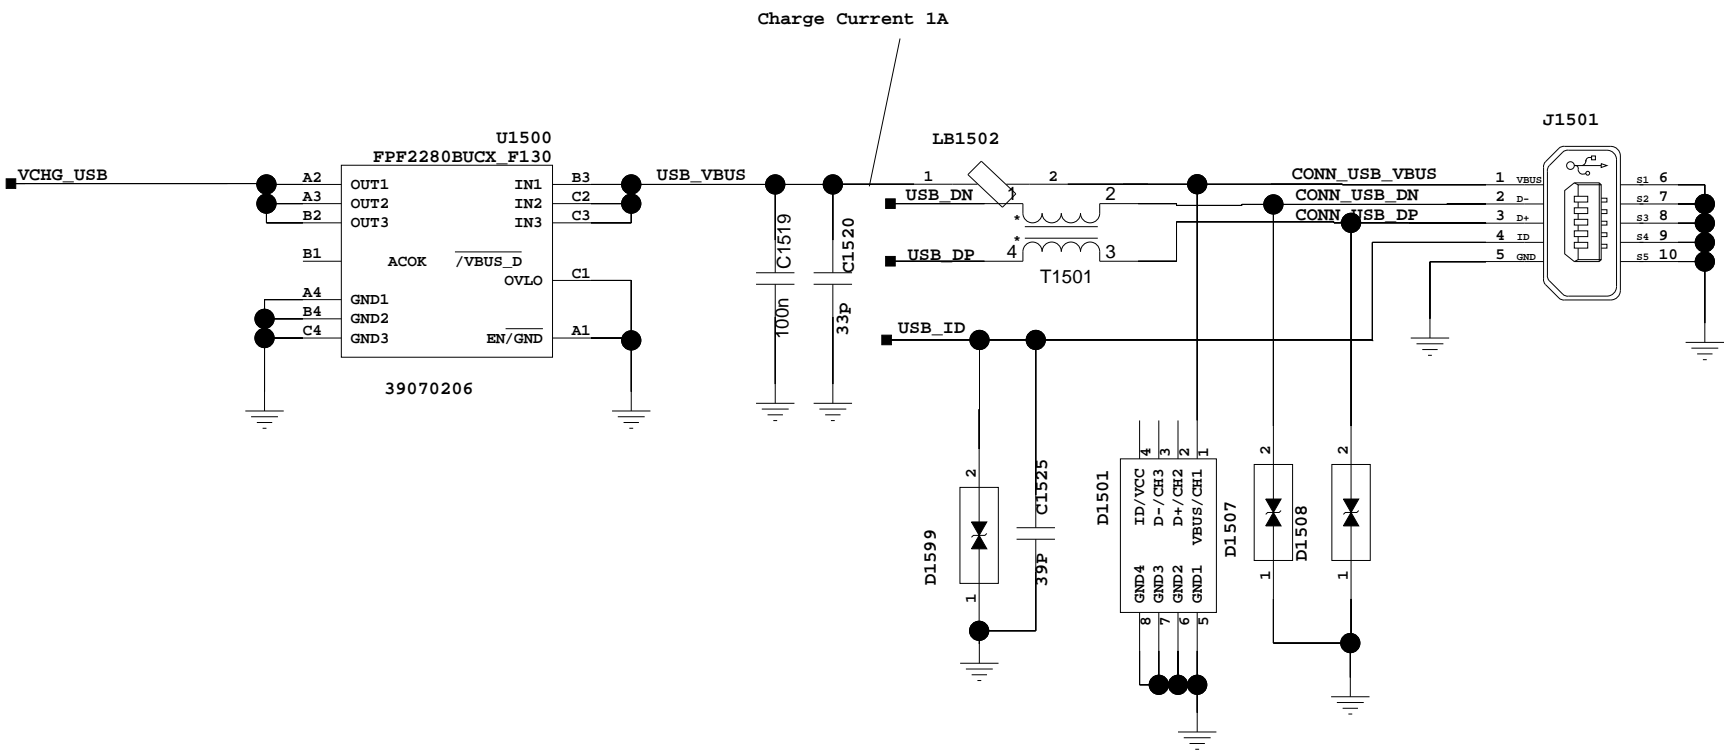 Charge Current 1A
J1501
U1500
LB1502
FPF2280BUCX_F130
VCHG_USB
A2
OUT1
IN1
B3
USB_VBUS
1
2
CONN_USB_VBUS
1
VBUS
S1
6
A3
OUT2
IN2
C2
USB_DN
1
2
CONN_USB_DN
2
D-
S2
7
B2
OUT3
IN3
C3
*
CONN_USB_DP
3
D+
S3
8
*
4
ID
S4
9
B1
ACOK
/VBUS_D
USB_DP
4
3
5
GND
S5
10
C1
OVLO
T1501
C1519
100n
C1520
33p
A4
GND1
B4
GND2
C4
GND3
EN/GND
A1
USB_ID
39070206
D1599
2
1
C1525
39P
D1501
4
3
2
1
ID/VCC
D-/CH3
D+/CH2
VBUS/CH1
GND4
GND3
GND2
GND1
8
7
6
5
D1507
2
1
D1508
2
1